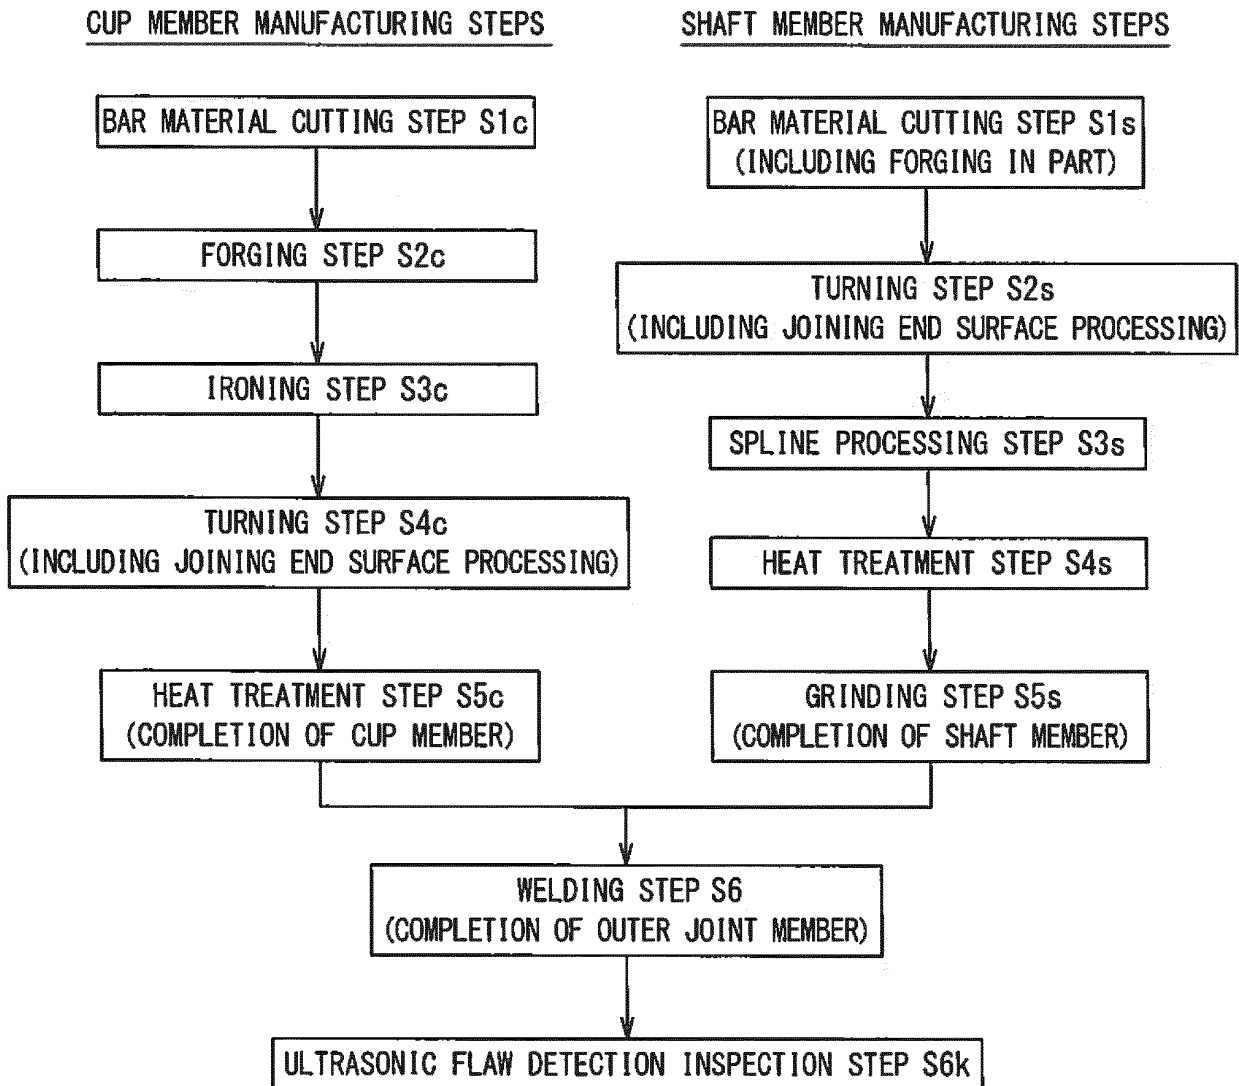 CUP MEMBER MANUFACTURING STEPS
BAR MATERIAL CUTTING STEP S1c
FORGING STEP S2c
IRONING STEP S3c
TURNING STEP S4c
(INCLUDING JOINING END SURFACE PROCESSING)
HEAT TREATMENT STEP S5c
(COMPLETION OF CUP MEMBER)
SHAFT MEMBER MANUFACTURING STEPS
BAR MATERIAL CUTTING STEP S1s
(INCLUDING FORGING IN PART)
TURNING STEP S2s
(INCLUDING JOINING END SURFACE PROCESSING)
SPLINE PROCESSING STEP S3s
HEAT TREATMENT STEP S4s
GRINDING STEP S5s
(COMPLETION OF SHAFT MEMBER)
WELDING STEP S6
(COMPLETION OF OUTER JOINT MEMBER)
ULTRASONIC FLAW DETECTION INSPECTION STEP S6k